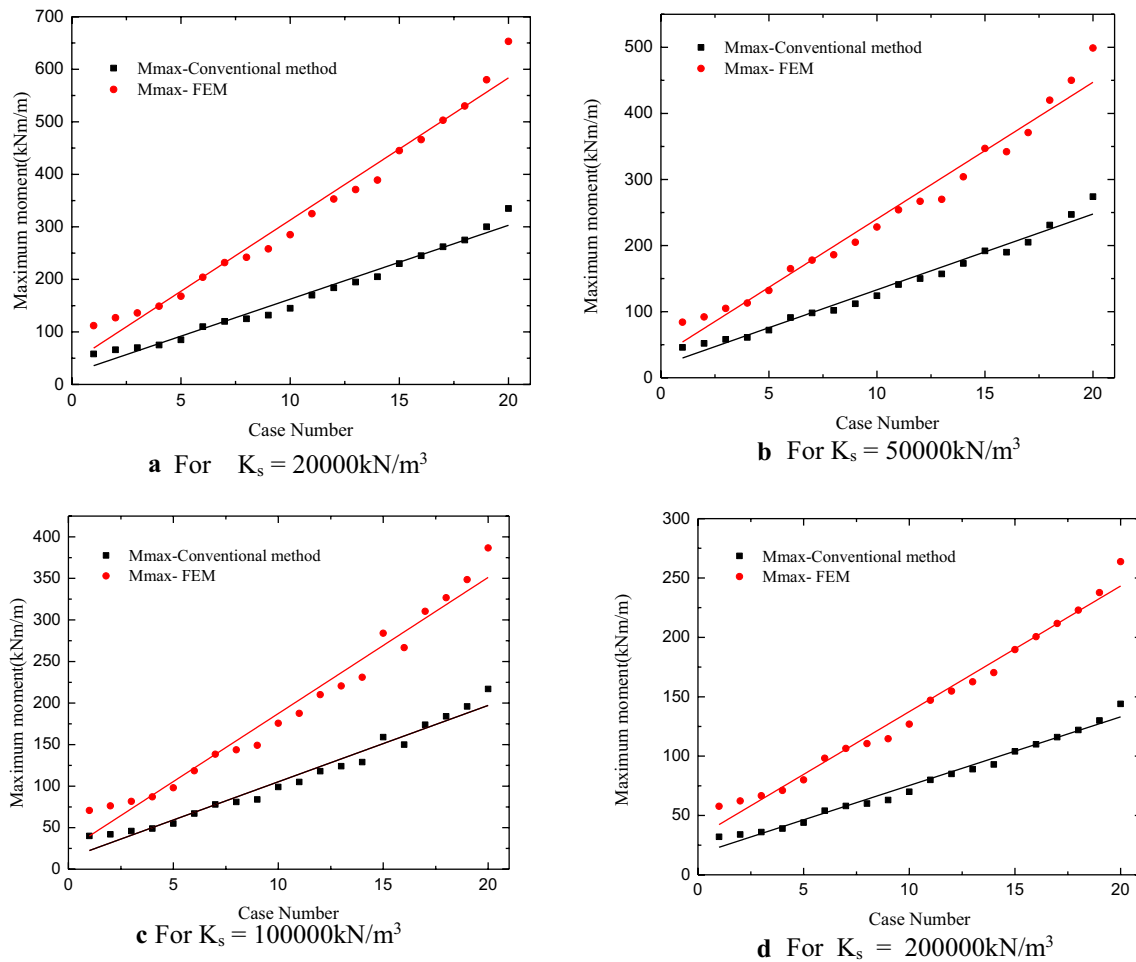 700
600
500
400
300
200
100
0
0
5
10
15
20
Maximum moment(kNm/m)
Case Number
Mmax-Conventional method
Mmax- FEM
a For K_s = 20000kN/m³
500
400
300
200
100
0
0
5
10
15
20
Maximum moment(kNm/m)
Case Number
Mmax-Conventional method
Mmax- FEM
b For K_s = 50000kN/m³
400
350
300
250
200
150
100
50
0
0
5
10
15
20
Maximum moment(kNm/m)
Case Number
Mmax-Conventional method
Mmax- FEM
c For K_s = 100000kN/m³
300
250
200
150
100
50
0
0
5
10
15
20
Maximum moment(kNm/m)
Case Number
Mmax-Conventional method
Mmax- FEM
d For K_s = 200000kN/m³